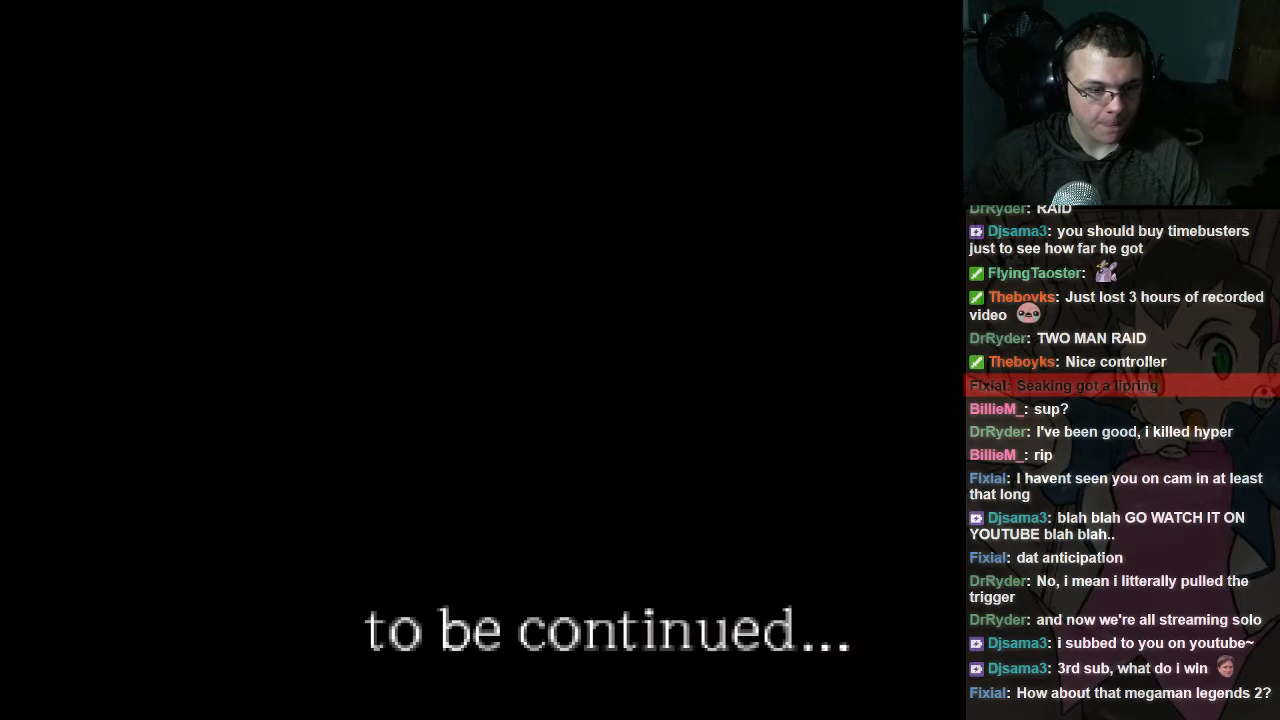 DrRyder: RAID
Djsama3: you should buy timebusters
just to see how far he got
FlyingTaoster:
Theboyks: Just lost 3 hours of recorded
video
DrRyder: TWO MAN RAID
Theboyks: Nice controller
Fixial: Seaking got a lipring
BillieM_: sup?
DrRyder: I've been good, i killed hyper
BillieM_: rip
Fixial: I havent seen you on cam in at least
that long
Djsama3: blah blah GO WATCH IT ON
YOUTUBE blah blah..
Fixial: dat anticipation
DrRyder: No, i mean i litterally pulled the
trigger
DrRyder: and now we're all streaming solo
Djsama3: i subbed to you on youtube~
Djsama3: 3rd sub, what do i win
Fixial: How about that megaman legends 2?
to be continued...